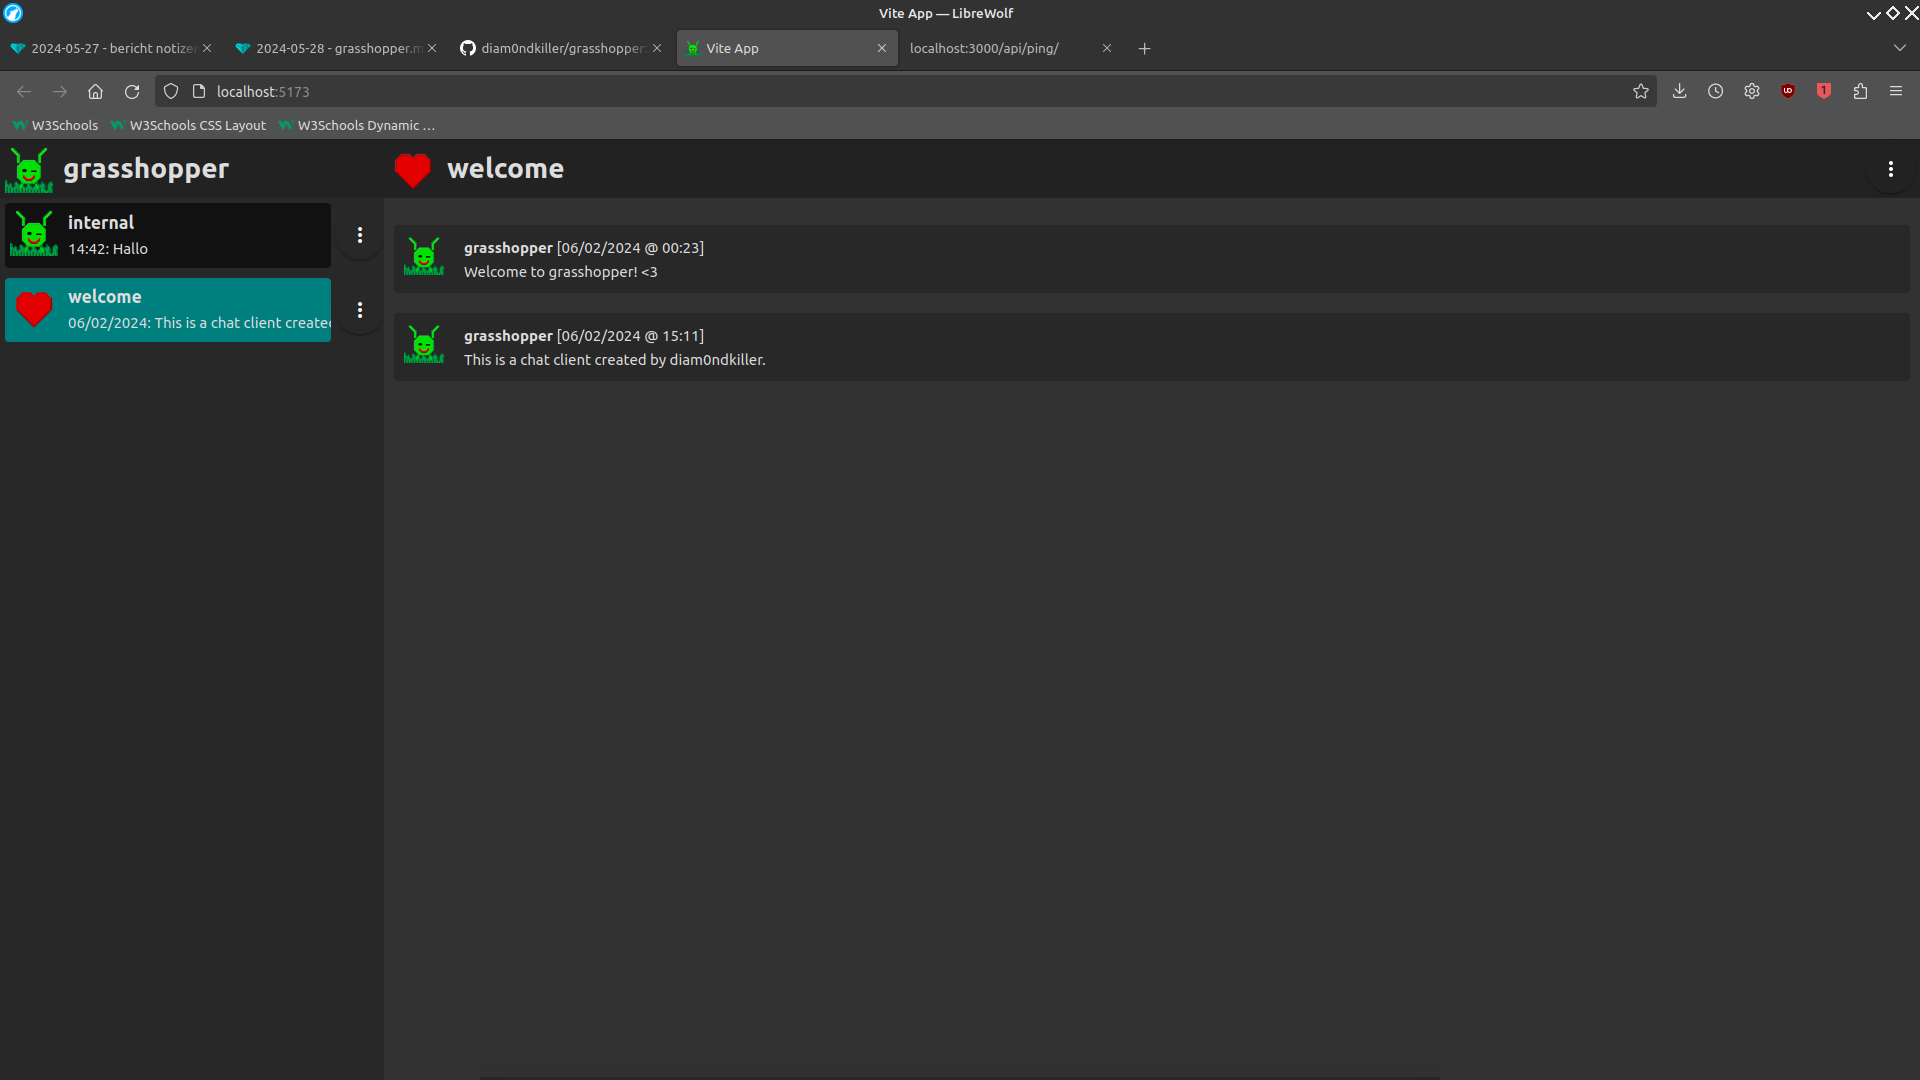 Vite App — LibreWolf
2024-05-27 - bericht notizen
2024-05-28 - grasshopper.m
diam0ndkiller/grasshopper:
Vite App
localhost:3000/api/ping/
localhost:5173
1
W3Schools
W3Schools CSS Layout
W3Schools Dynamic ...
grasshopper
welcome
internal
14:42: Hallo
welcome
06/02/2024: This is a chat client created
grasshopper [06/02/2024 @ 00:23]
Welcome to grasshopper! <3
grasshopper [06/02/2024 @ 15:11]
This is a chat client created by diam0ndkiller.